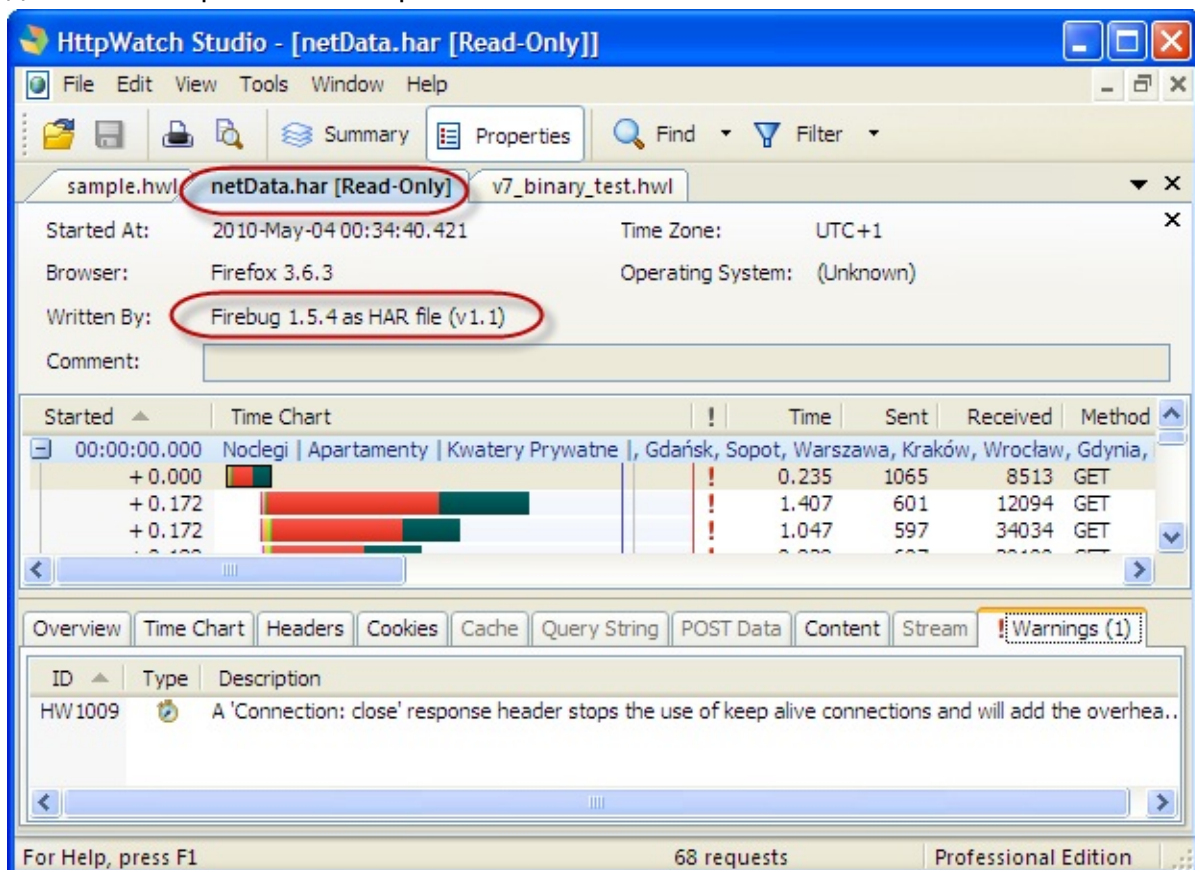 HttpWatch Studio - [netData.har [Read-Only]]
File Edit View Tools Window Help
Summary Properties Find Filter
sample.hwl netData.har [Read-Only] v7_binary_test.hwl
Started At: 2010-May-04 00:34:40.421 Time Zone: UTC+1
Browser: Firefox 3.6.3 Operating System: (Unknown)
Written By: Firebug 1.5.4 as HAR file (v1.1)
Comment:
Started Time Chart ! Time Sent Received Method
00:00:00.000 Noclegi | Apartamenty | Kwatery Prywatne |, Gdańsk, Sopot, Warszawa, Kraków, Wrocław, Gdynia,
+ 0.000 ! 0.235 1065 8513 GET
+ 0.172 ! 1.407 601 12094 GET
+ 0.172 ! 1.047 597 34034 GET
Overview Time Chart Headers Cookies Cache Query String POST Data Content Stream ! Warnings (1)
ID Type Description
HW1009 A 'Connection: close' response header stops the use of keep alive connections and will add the overhea..
For Help, press F1 68 requests Professional Edition